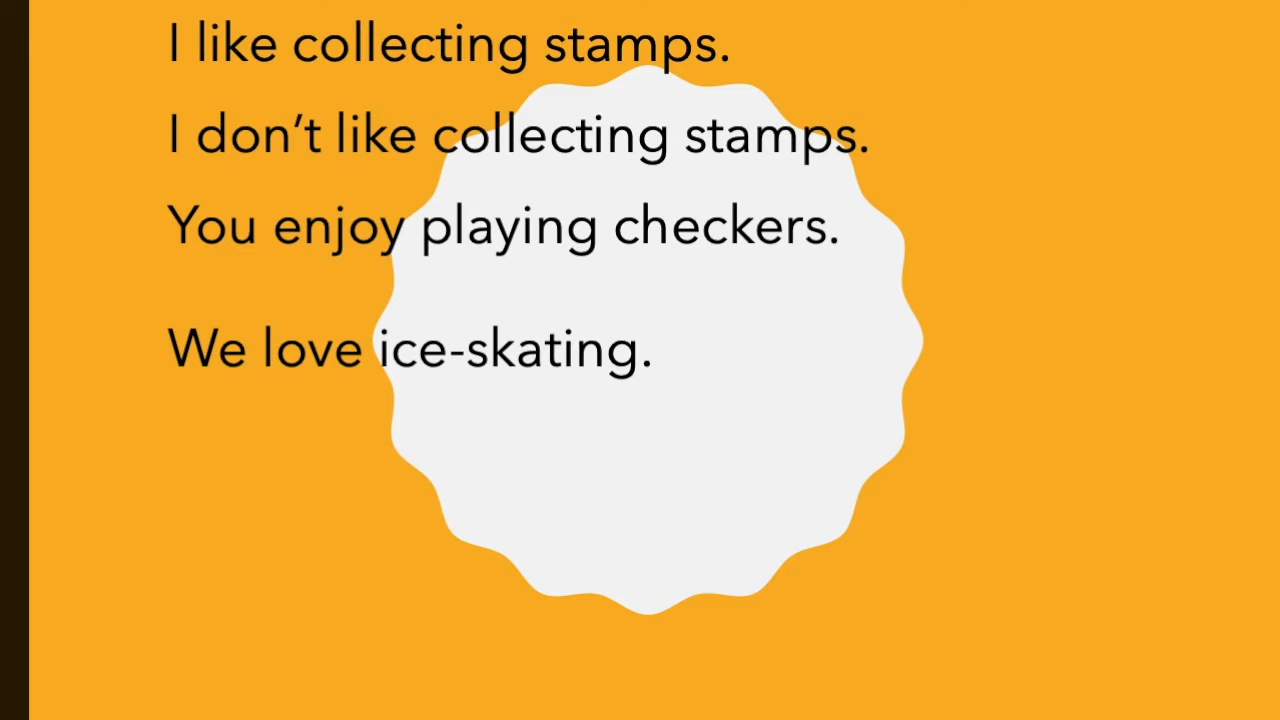 I like collecting stamps.
I don’t like collecting stamps.
You enjoy playing checkers.
We love ice-skating.